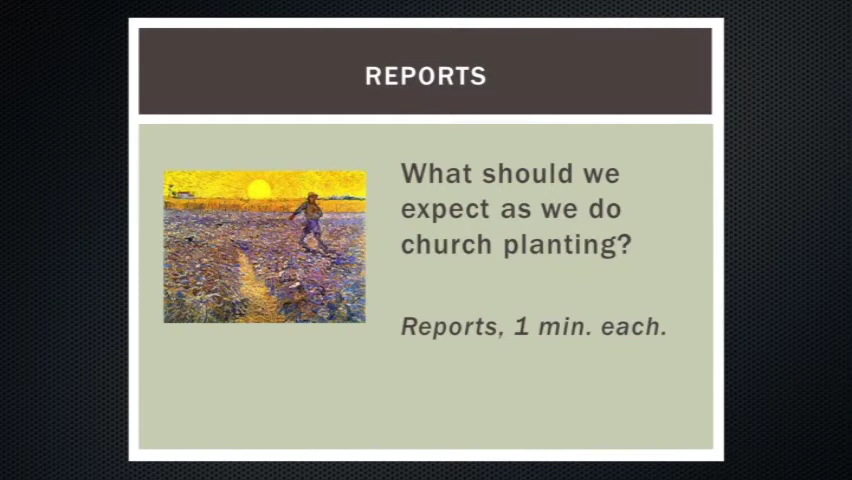 REPORTS
What should we
expect as we do
church planting?
Reports, 1 min. each.